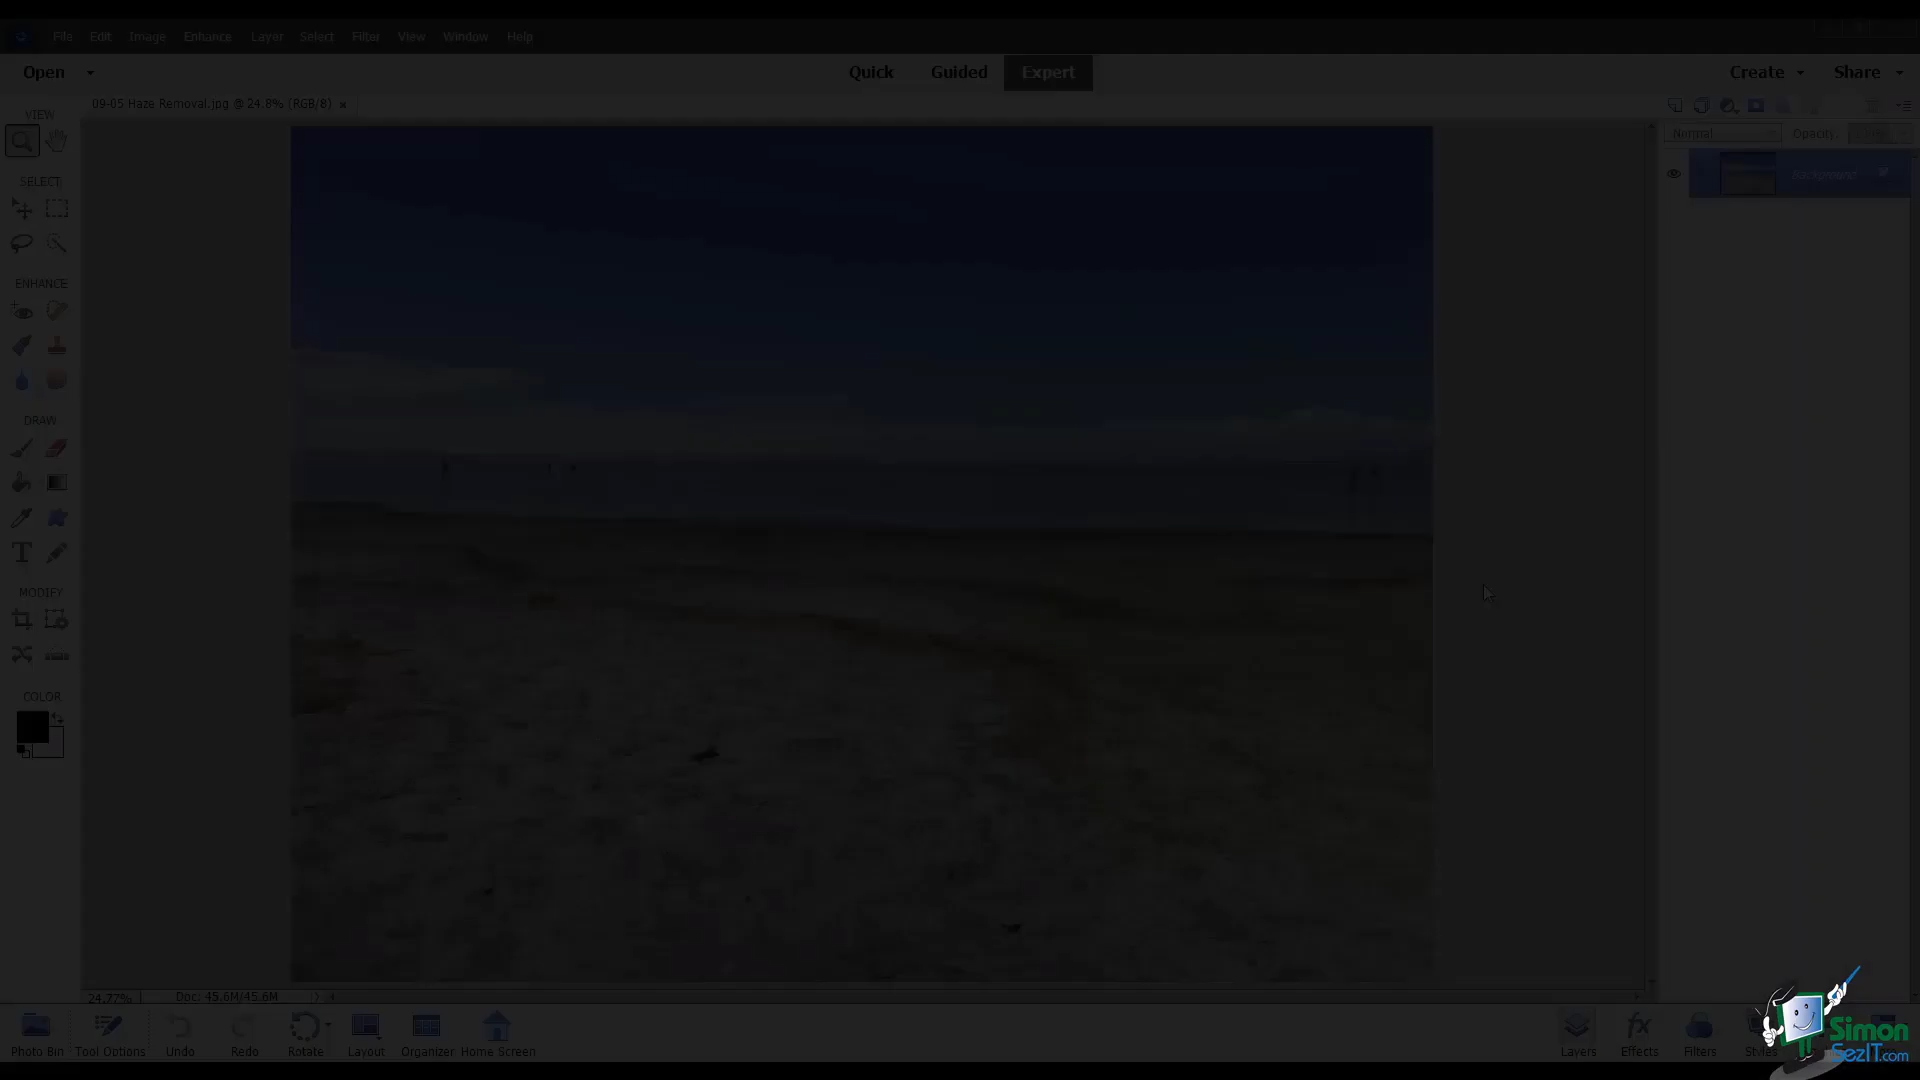 File Edit Image Enhance Layer Select Filter View Window Help
Open Quick Guided Expert Create Share
09-05 Haze Removal.jpg @ 24.8% (RGB/8) ×
Normal Opacity:
VIEW
Background
SELECT
ENHANCE
DRAW
MODIFY
COLOR
24.77% Doc: 45.6M/45.6M
Photo Bin Tool Options Undo Redo Rotate Layout Organizer Home Screen Layers Effects Filters Styles
Simon
SezIT.com